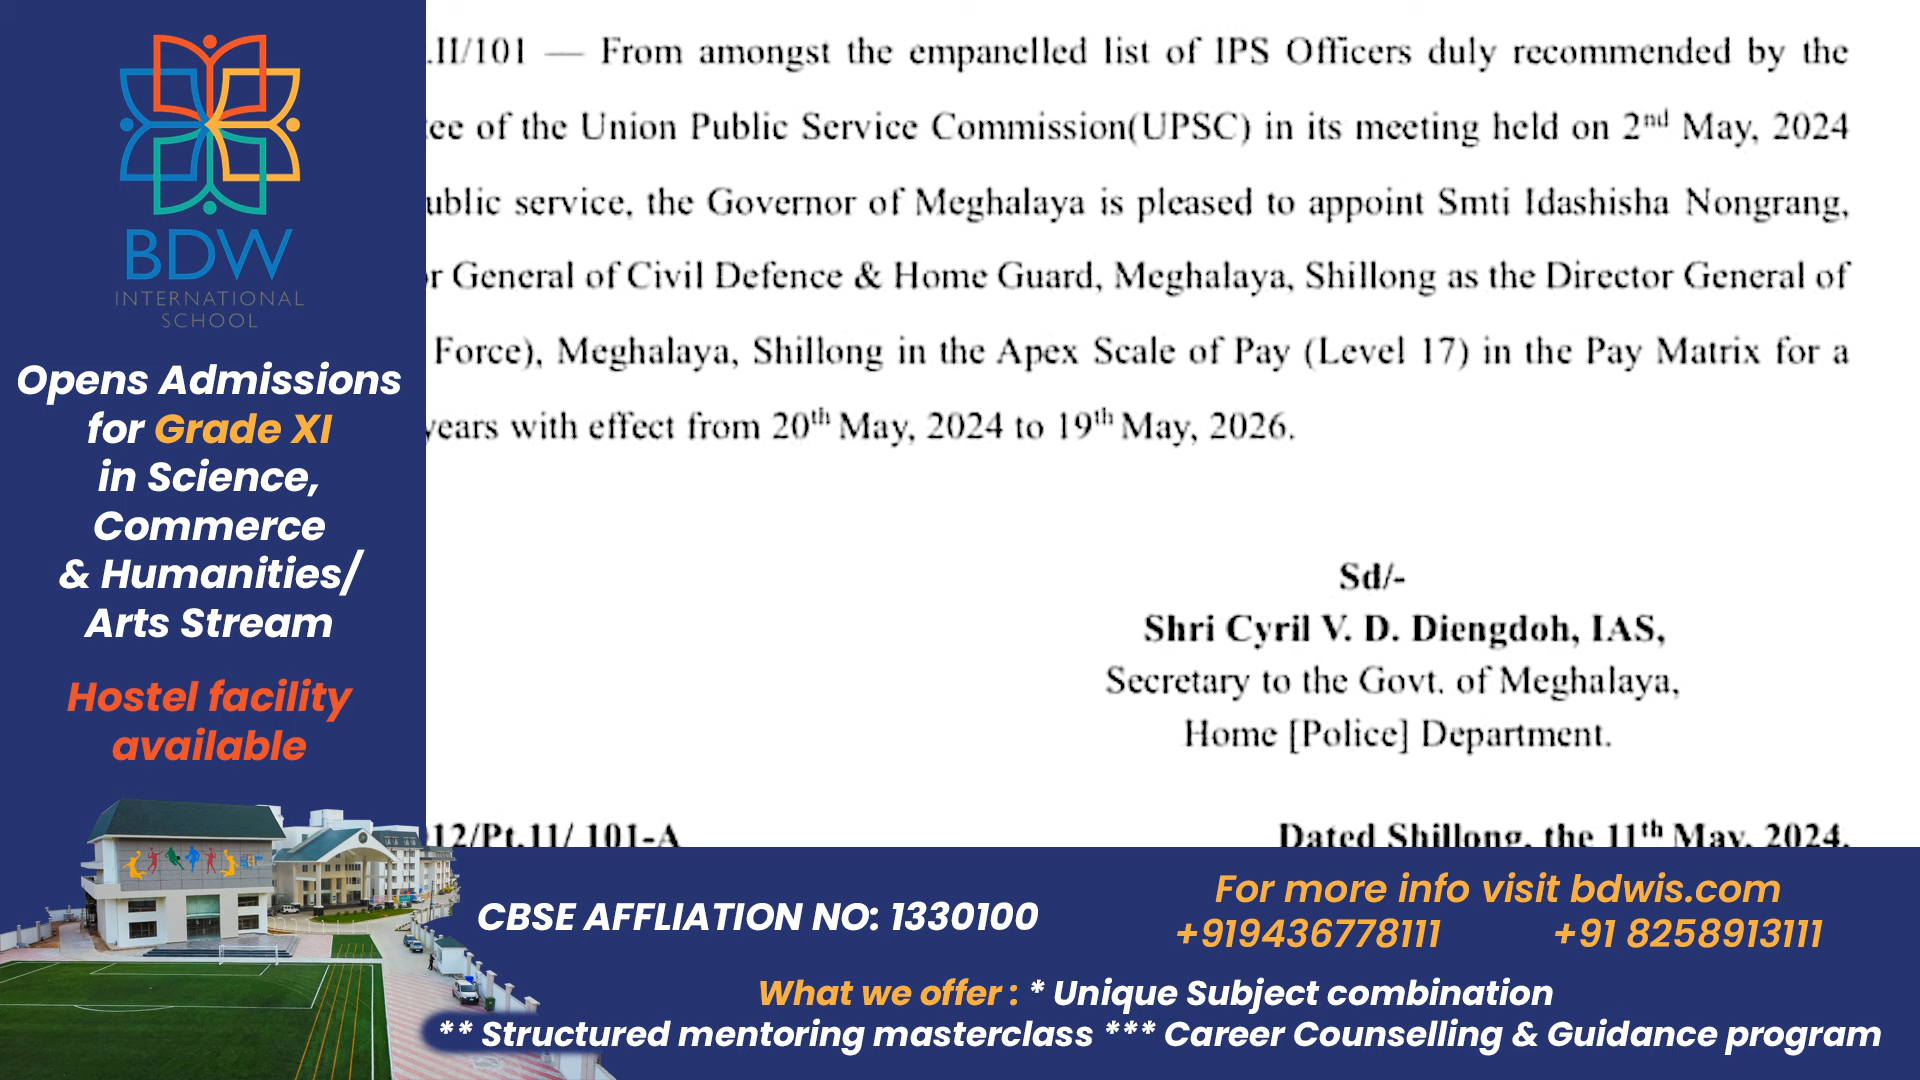 BDW
INTERNATIONAL
SCHOOL
Opens Admissions
for Grade XI
in Science,
Commerce
& Humanities/
Arts Stream
Hostel facility
available
.II/101 — From amongst the empanelled list of IPS Officers duly recommended by the
tee of the Union Public Service Commission(UPSC) in its meeting held on 2nd May, 2024
ublic service, the Governor of Meghalaya is pleased to appoint Smti Idashisha Nongrang,
r General of Civil Defence & Home Guard, Meghalaya, Shillong as the Director General of
Force), Meghalaya, Shillong in the Apex Scale of Pay (Level 17) in the Pay Matrix for a
years with effect from 20th May, 2024 to 19th May, 2026.
Sd/-
Shri Cyril V. D. Diengdoh, IAS,
Secretary to the Govt. of Meghalaya,
Home [Police] Department.
12/Pt.11/ 101-A Dated Shillong, the 11th May, 2024.
CBSE AFFLIATION NO: 1330100
For more info visit bdwis.com
+919436778111 +91 8258913111
What we offer : * Unique Subject combination
** Structured mentoring masterclass *** Career Counselling & Guidance program